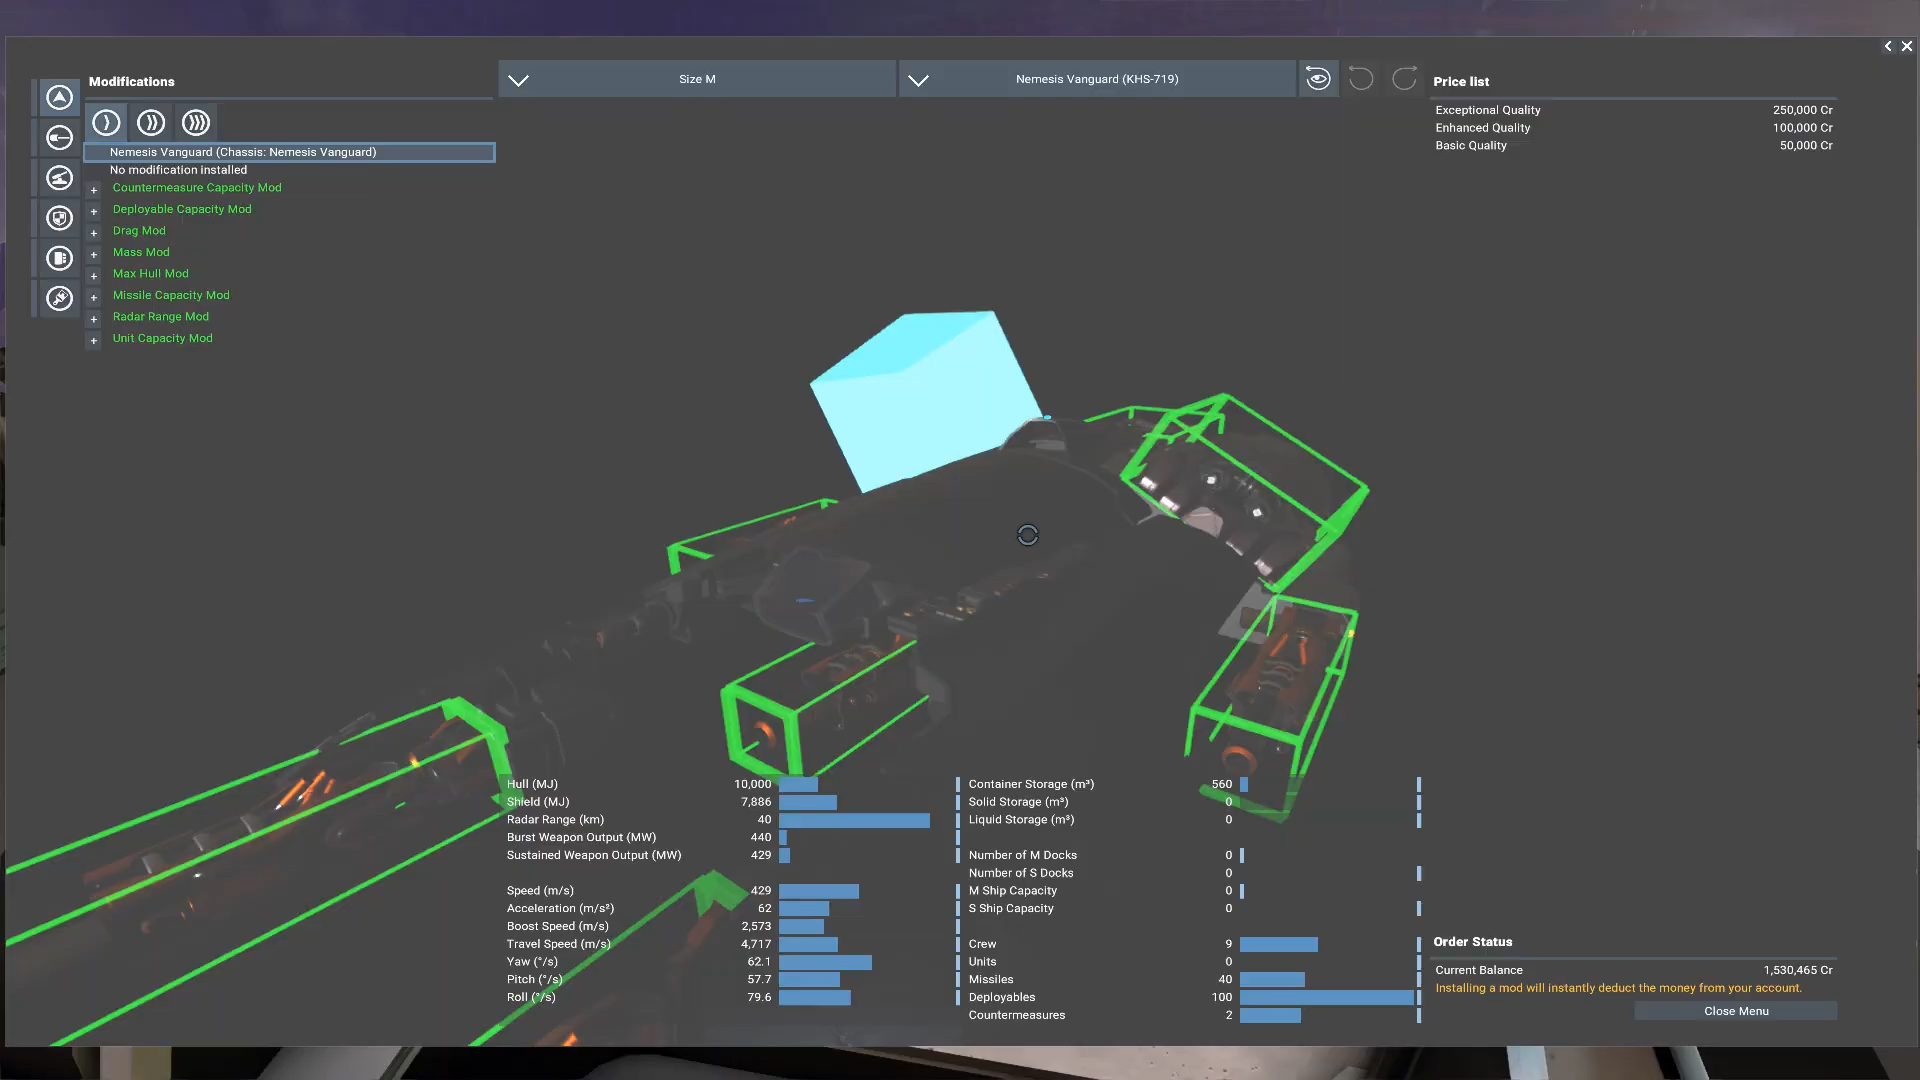 Modifications
Size M
Nemesis Vanguard (KHS-719)
Price list
Exceptional Quality 250,000 Cr
Enhanced Quality 100,000 Cr
Basic Quality 50,000 Cr
Nemesis Vanguard (Chassis: Nemesis Vanguard)
No modification installed
+ Countermeasure Capacity Mod
+ Deployable Capacity Mod
+ Drag Mod
+ Mass Mod
+ Max Hull Mod
+ Missile Capacity Mod
+ Radar Range Mod
+ Unit Capacity Mod
Hull (MJ) 10,000
Shield (MJ) 7,886
Radar Range (km) 40
Burst Weapon Output (MW) 440
Sustained Weapon Output (MW) 429
Speed (m/s) 429
Acceleration (m/s²) 62
Boost Speed (m/s) 2,573
Travel Speed (m/s) 4,717
Yaw (°/s) 62.1
Pitch (°/s) 57.7
Roll (°/s) 79.6
Container Storage (m³) 560
Solid Storage (m³) 0
Liquid Storage (m³) 0
Number of M Docks 0
Number of S Docks 0
M Ship Capacity 0
S Ship Capacity 0
Crew 9
Units 0
Missiles 40
Deployables 100
Countermeasures 2
Order Status
Current Balance 1,530,465 Cr
Installing a mod will instantly deduct the money from your account.
Close Menu